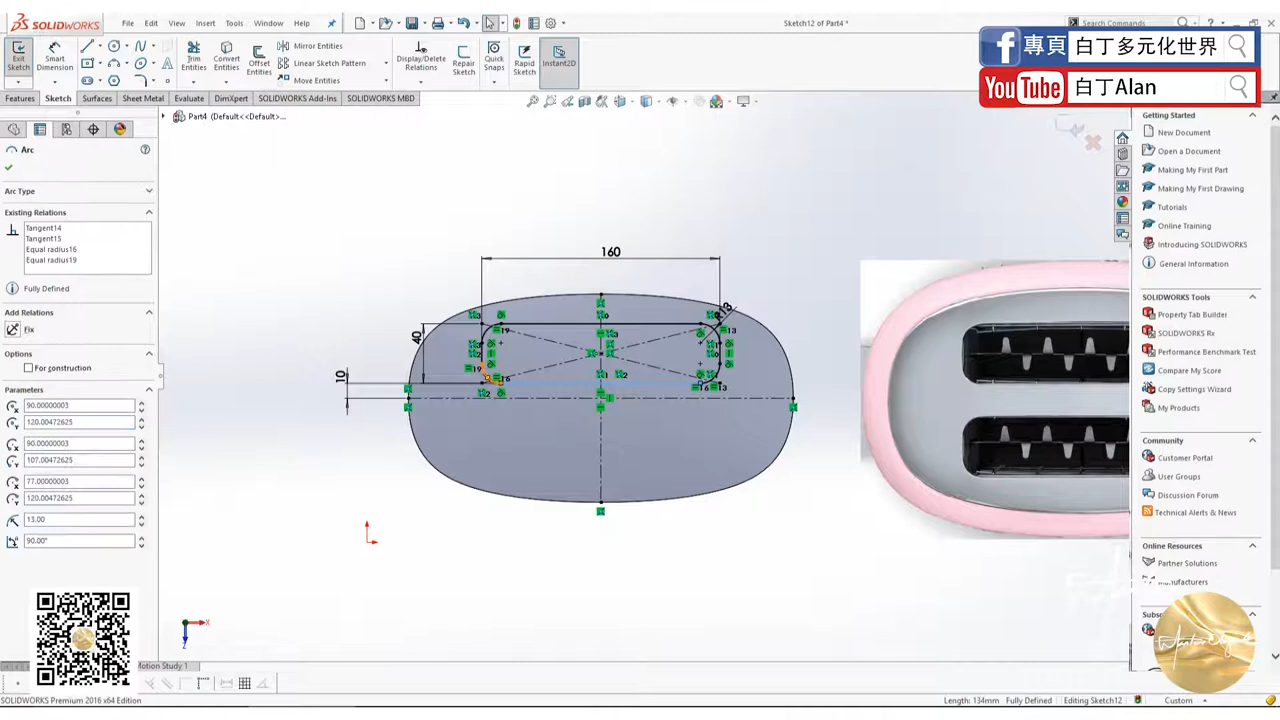 SOLIDWORKS
File
Edit
View
Insert
Tools
Window
Help
Sketch12 of Part4 *
Search Commands
專頁
白丁多元化世界
You Tube
白丁Alan
Exit Sketch
Smart Dimension
Trim Entities
Convert Entities
Offset Entities
Mirror Entities
Linear Sketch Pattern
Move Entities
Display/Delete Relations
Repair Sketch
Quick Snaps
Rapid Sketch
Instant2D
Features
Sketch
Surfaces
Sheet Metal
Evaluate
DimXpert
SOLIDWORKS Add-Ins
SOLIDWORKS MBD
Part4 (Default<<Default>...
Arc
Arc Type
Existing Relations
Tangent14
Tangent15
Equal radius16
Equal radius19
Fully Defined
Add Relations
Fix
Options
For construction
Parameters
90.00000003
120.00472625
90.00000003
107.00472625
77.00000003
120.00472625
13.00
90.00°
160
R13
40
10
Getting Started
New Document
Open a Document
Making My First Part
Making My First Drawing
Tutorials
Online Training
Introducing SOLIDWORKS
General Information
SOLIDWORKS Tools
Property Tab Builder
SOLIDWORKS Rx
Performance Benchmark Test
Compare My Score
Copy Settings Wizard
My Products
Community
Customer Portal
User Groups
Discussion Forum
Technical Alerts & News
Online Resources
Partner Solutions
Manufacturers
Motion Study 1
SOLIDWORKS Premium 2016 x64 Edition
Length: 134mm
Fully Defined
Editing Sketch12
Custom